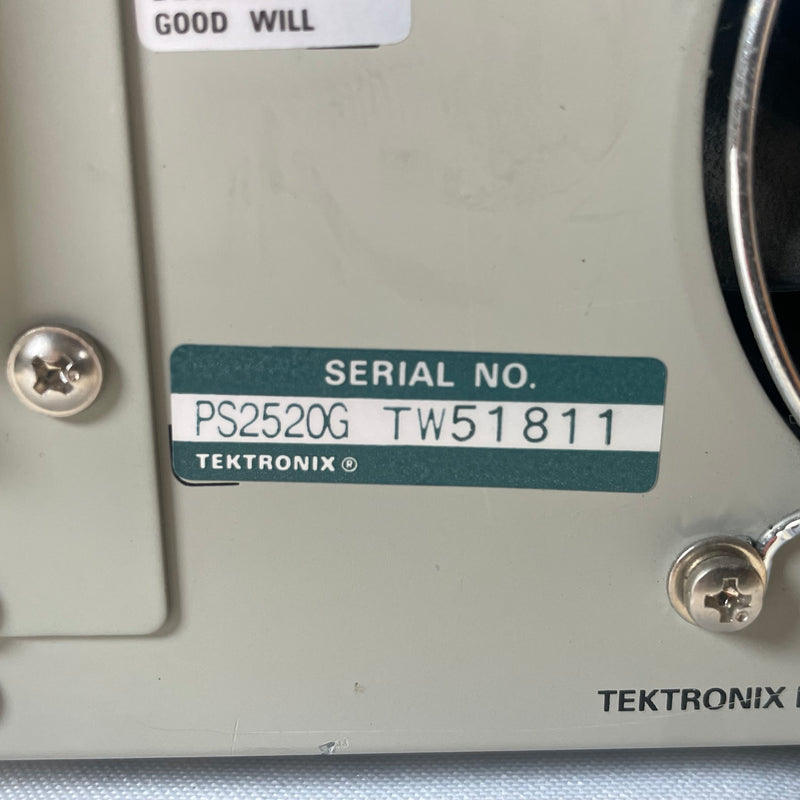 GOOD WILL
SERIAL NO.
PS2520G TW51811
TEKTRONIX®
TEKTRONIX